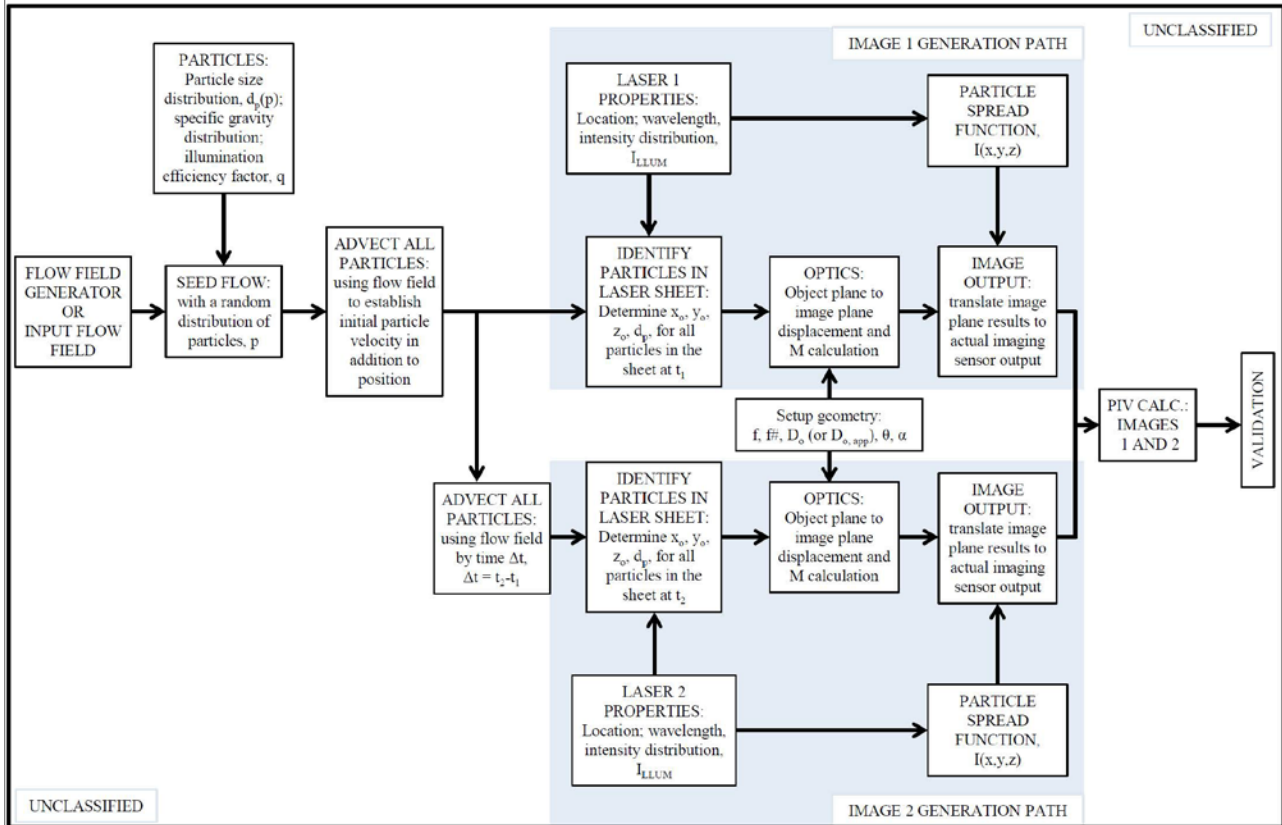 UNCLASSIFIED
IMAGE 1 GENERATION PATH
PARTICLES:
Particle size
distribution, dₚ(p);
specific gravity
distribution;
illumination
efficiency factor, q
LASER 1
PROPERTIES:
Location; wavelength,
intensity distribution,
I_LLUM
PARTICLE
SPREAD
FUNCTION,
I(x,y,z)
FLOW FIELD
GENERATOR
OR
INPUT FLOW
FIELD
SEED FLOW:
with a random
distribution of
particles, p
ADVECT ALL
PARTICLES:
using flow field
to establish
initial particle
velocity in
addition to
position
IDENTIFY
PARTICLES IN
LASER SHEET:
Determine xₒ, yₒ,
zₒ, dₚ, for all
particles in the
sheet at t₁
OPTICS:
Object plane to
image plane
displacement and
M calculation
IMAGE
OUTPUT:
translate image
plane results to
actual imaging
sensor output
Setup geometry:
f, f#, Dₒ (or D_o, app), θ, α
PIV CALC.:
IMAGES
1 AND 2
VALIDATION
ADVECT ALL
PARTICLES:
using flow field
by time Δt,
Δt = t₂-t₁
IDENTIFY
PARTICLES IN
LASER SHEET:
Determine xₒ, yₒ,
zₒ, dₚ, for all
particles in the
sheet at t₂
OPTICS:
Object plane to
image plane
displacement and
M calculation
IMAGE
OUTPUT:
translate image
plane results to
actual imaging
sensor output
LASER 2
PROPERTIES:
Location; wavelength,
intensity distribution,
I_LLUM
PARTICLE
SPREAD
FUNCTION,
I(x,y,z)
UNCLASSIFIED
IMAGE 2 GENERATION PATH